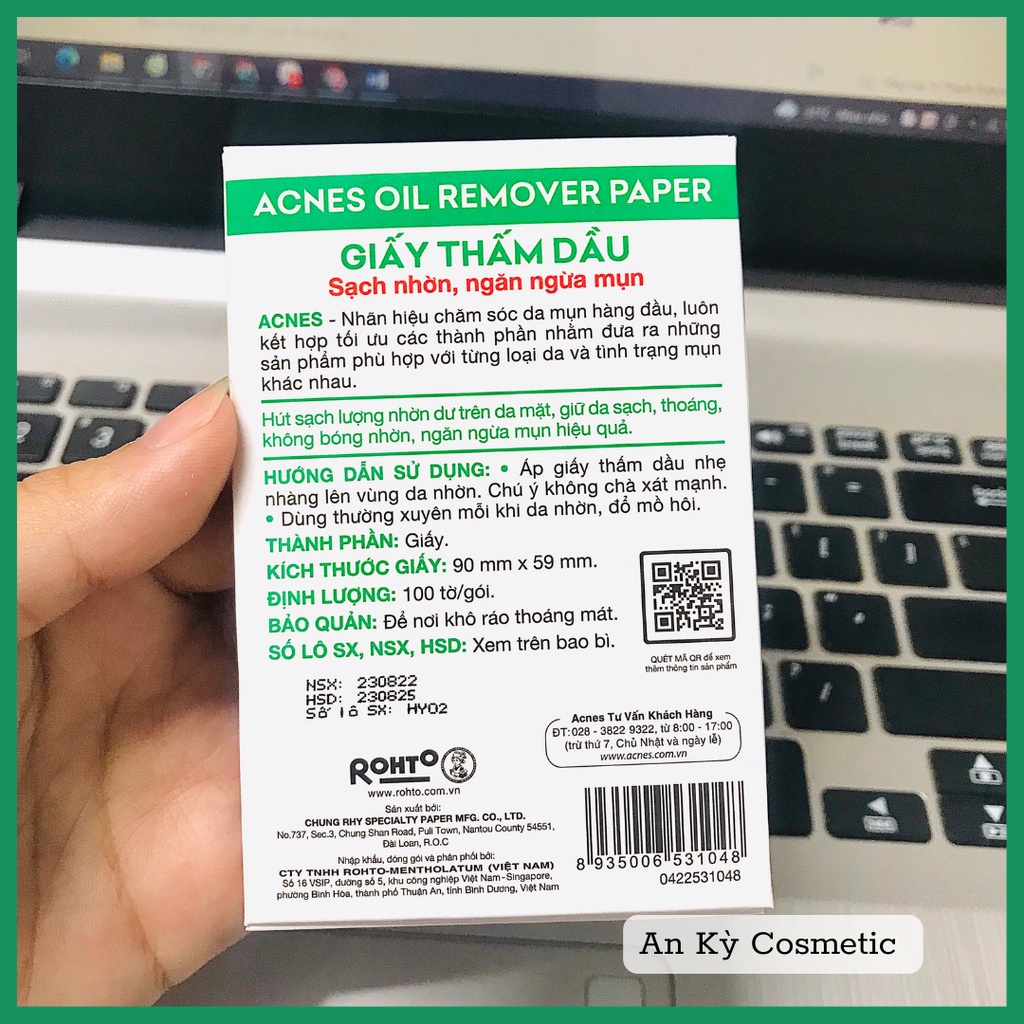 ACNES OIL REMOVER PAPER
GIẤY THẤM DẦU
Sạch nhờn, ngăn ngừa mụn
ACNES - Nhãn hiệu chăm sóc da mụn hàng đầu, luôn
kết hợp tối ưu các thành phần nhằm đưa ra những
sản phẩm phù hợp với từng loại da và tình trạng mụn
khác nhau.
Hút sạch lượng nhờn dư trên da mặt, giữ da sạch, thoáng,
không bóng nhờn, ngăn ngừa mụn hiệu quả.
HƯỚNG DẪN SỬ DỤNG: • Áp giấy thấm dầu nhẹ
nhàng lên vùng da nhờn. Chú ý không chà xát mạnh.
• Dùng thường xuyên mỗi khi da nhờn, đổ mồ hôi.
THÀNH PHẦN: Giấy.
KÍCH THƯỚC GIẤY: 90 mm x 59 mm.
ĐỊNH LƯỢNG: 100 tờ/gói.
BẢO QUẢN: Để nơi khô ráo thoáng mát.
SỐ LÔ SX, NSX, HSD: Xem trên bao bì.
QUÉT MÃ QR để xem
thêm thông tin sản phẩm
NSX: 230822
HSD: 230825
Số lô SX: HY02
Acnes Tư Vấn Khách Hàng
ĐT: 028 - 3822 9322, từ 8:00 - 17:00
(trừ thứ 7, Chủ Nhật và ngày lễ)
www.acnes.com.vn
ROHTO
www.rohto.com.vn
Sản xuất bởi:
CHUNG RHY SPECIALTY PAPER MFG. CO., LTD.
No.737, Sec.3, Chung Shan Road, Puli Town, Nantou County 54551,
Đài Loan, R.O.C
Nhập khẩu, đóng gói và phân phối bởi:
CTY TNHH ROHTO-MENTHOLATUM (VIỆT NAM)
Số 16 VSIP, đường số 5, khu công nghiệp Việt Nam-Singapore,
phường Bình Hòa, thành phố Thuận An, tỉnh Bình Dương, Việt Nam
8 935006 531048
0422531048
An Kỳ Cosmetic